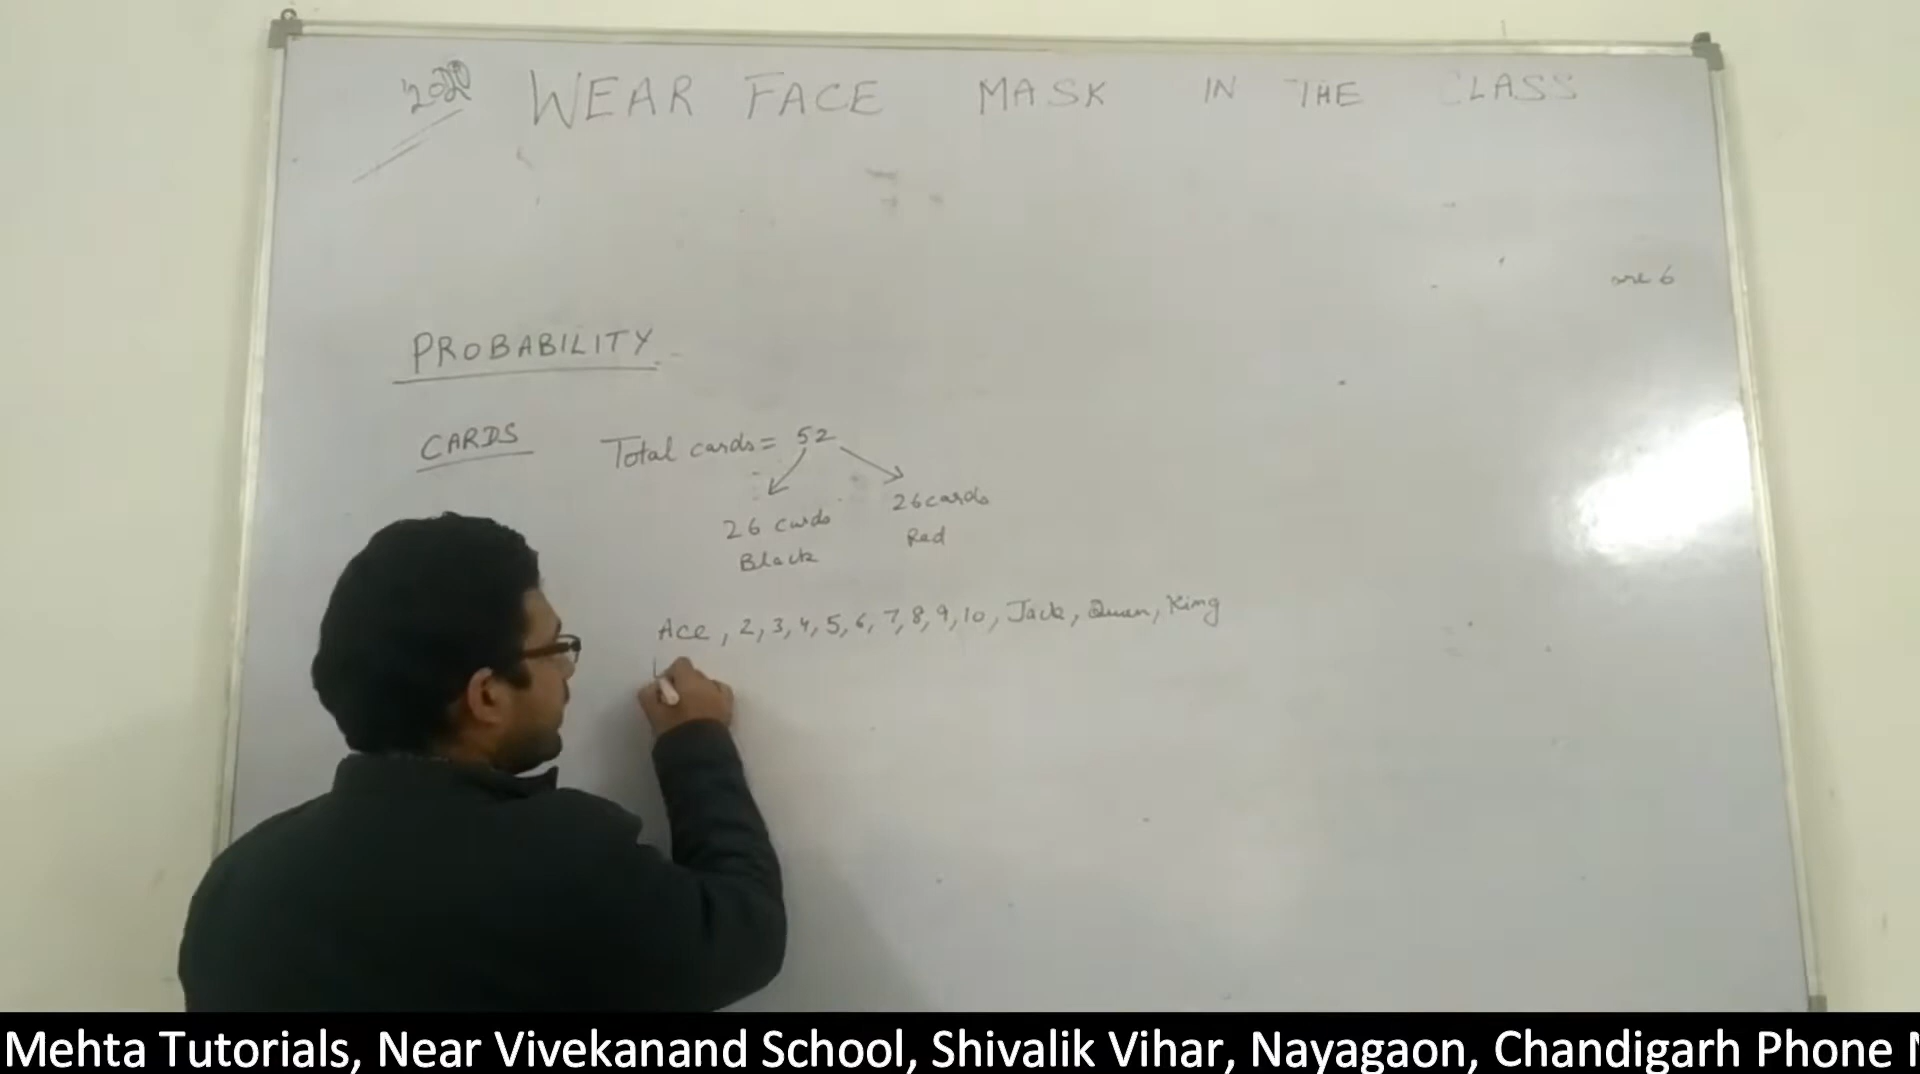 2020 WEAR FACE MASK IN THE CLASS
are 6
PROBABILITY
CARDS Total cards = 52
26 cards 26 cards
Black Red
Ace, 2, 3, 4, 5, 6, 7, 8, 9, 10, Jack, Queen, King
Mehta Tutorials, Near Vivekanand School, Shivalik Vihar, Nayagaon, Chandigarh Phone N